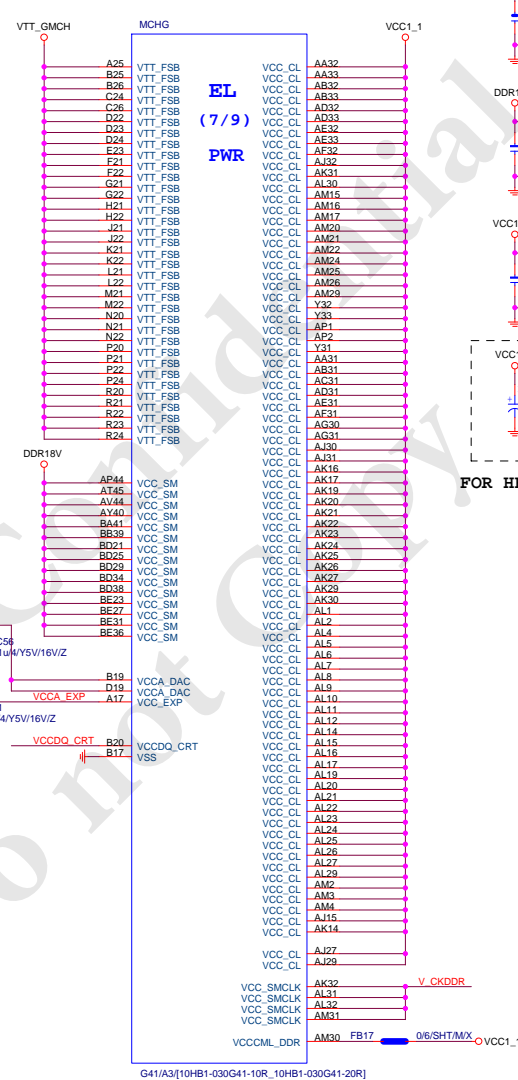 MCHG
VTT_GMCH
A25 VTT_FSB
B25 VTT_FSB
B26 VTT_FSB
C24 VTT_FSB
C26 VTT_FSB
D22 VTT_FSB
D23 VTT_FSB
D24 VTT_FSB
E23 VTT_FSB
F21 VTT_FSB
F22 VTT_FSB
G21 VTT_FSB
G22 VTT_FSB
H21 VTT_FSB
H22 VTT_FSB
J21 VTT_FSB
J22 VTT_FSB
K21 VTT_FSB
K22 VTT_FSB
L21 VTT_FSB
L22 VTT_FSB
M21 VTT_FSB
M22 VTT_FSB
N20 VTT_FSB
N21 VTT_FSB
N22 VTT_FSB
P20 VTT_FSB
P21 VTT_FSB
P22 VTT_FSB
P24 VTT_FSB
R20 VTT_FSB
R21 VTT_FSB
R22 VTT_FSB
R23 VTT_FSB
R24 VTT_FSB
DDR18V
AP44 VCC_SM
AT45 VCC_SM
AV44 VCC_SM
AY40 VCC_SM
BA41 VCC_SM
BB39 VCC_SM
BD21 VCC_SM
BD25 VCC_SM
BD29 VCC_SM
BD34 VCC_SM
BD38 VCC_SM
BE23 VCC_SM
BE27 VCC_SM
BE31 VCC_SM
BE36 VCC_SM
B19 VCCA_DAC
D19 VCCA_DAC
VCCA_EXP A17 VCC_EXP
4/Y5V/16V/Z
VCCDQ_CRT B20 VCCDQ_CRT
B17 VSS
EL
(7/9)
PWR
VCC1_1
VCC_CL AA32
VCC_CL AA33
VCC_CL AB32
VCC_CL AB33
VCC_CL AD32
VCC_CL AD33
VCC_CL AE32
VCC_CL AE33
VCC_CL AF32
VCC_CL AJ32
VCC_CL AK31
VCC_CL AL30
VCC_CL AM15
VCC_CL AM16
VCC_CL AM17
VCC_CL AM20
VCC_CL AM21
VCC_CL AM22
VCC_CL AM24
VCC_CL AM25
VCC_CL AM26
VCC_CL AM29
VCC_CL Y32
VCC_CL Y33
VCC_CL AP1
VCC_CL AP2
VCC_CL Y31
VCC_CL AA31
VCC_CL AB31
VCC_CL AC31
VCC_CL AD31
VCC_CL AE31
VCC_CL AF31
VCC_CL AG30
VCC_CL AG31
VCC_CL AJ30
VCC_CL AJ31
VCC_CL AK16
VCC_CL AK17
VCC_CL AK19
VCC_CL AK20
VCC_CL AK21
VCC_CL AK22
VCC_CL AK23
VCC_CL AK24
VCC_CL AK25
VCC_CL AK26
VCC_CL AK27
VCC_CL AK29
VCC_CL AK30
VCC_CL AL1
VCC_CL AL2
VCC_CL AL4
VCC_CL AL5
VCC_CL AL6
VCC_CL AL7
VCC_CL AL8
VCC_CL AL9
VCC_CL AL10
VCC_CL AL11
VCC_CL AL12
VCC_CL AL14
VCC_CL AL15
VCC_CL AL16
VCC_CL AL17
VCC_CL AL19
VCC_CL AL20
VCC_CL AL21
VCC_CL AL22
VCC_CL AL23
VCC_CL AL24
VCC_CL AL25
VCC_CL AL26
VCC_CL AL27
VCC_CL AL29
VCC_CL AM2
VCC_CL AM3
VCC_CL AM4
VCC_CL AJ15
VCC_CL AK14
VCC_CL AJ27
VCC_CL AJ29
VCC_SMCLK AK32 V_CKDDR
VCC_SMCLK AL31
VCC_SMCLK AL32
VCC_SMCLK AM31
VCCCML_DDR AM30 FB17 0/6/SHT/M/X VCC1_1
DDR1
VCC1
VCC1
FOR HI
G41/A3/[10HB1-030G41-10R_10HB1-030G41-20R]
Confidential
o not Copy